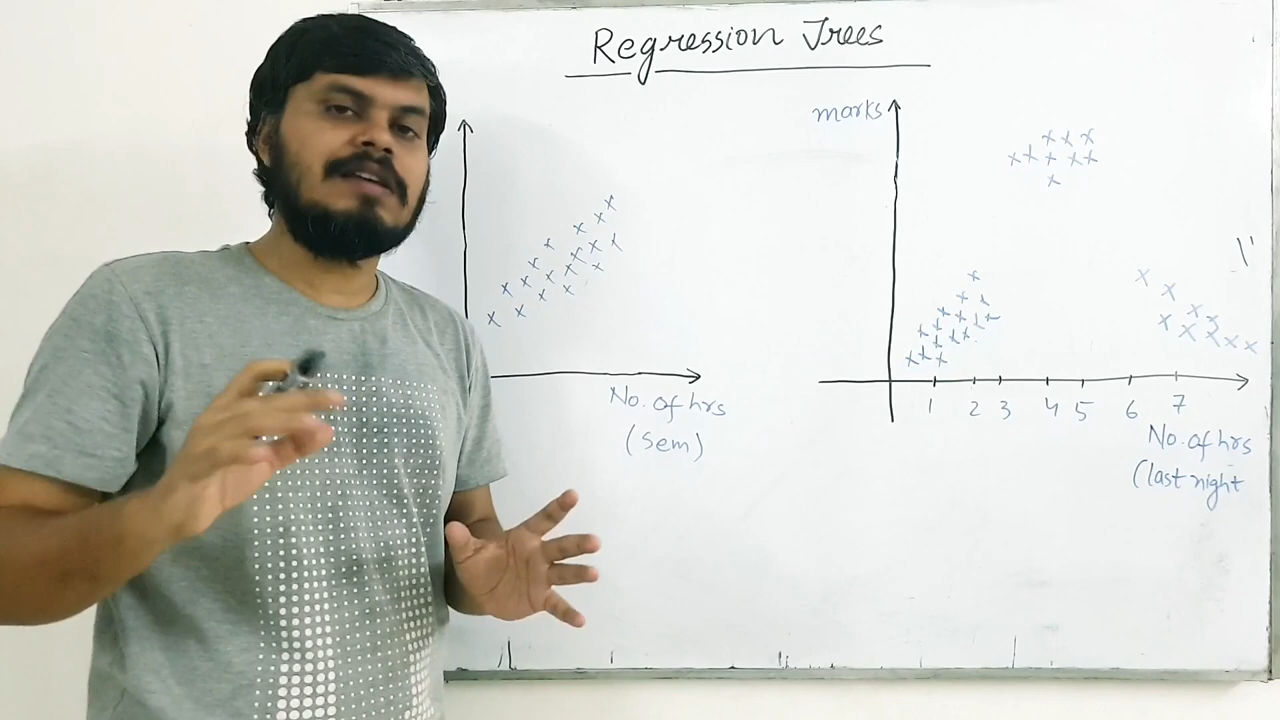 Regression Trees
No. of hrs
(Sem)
marks
1 2 3 4 5 6 7
No. of hrs
(last night